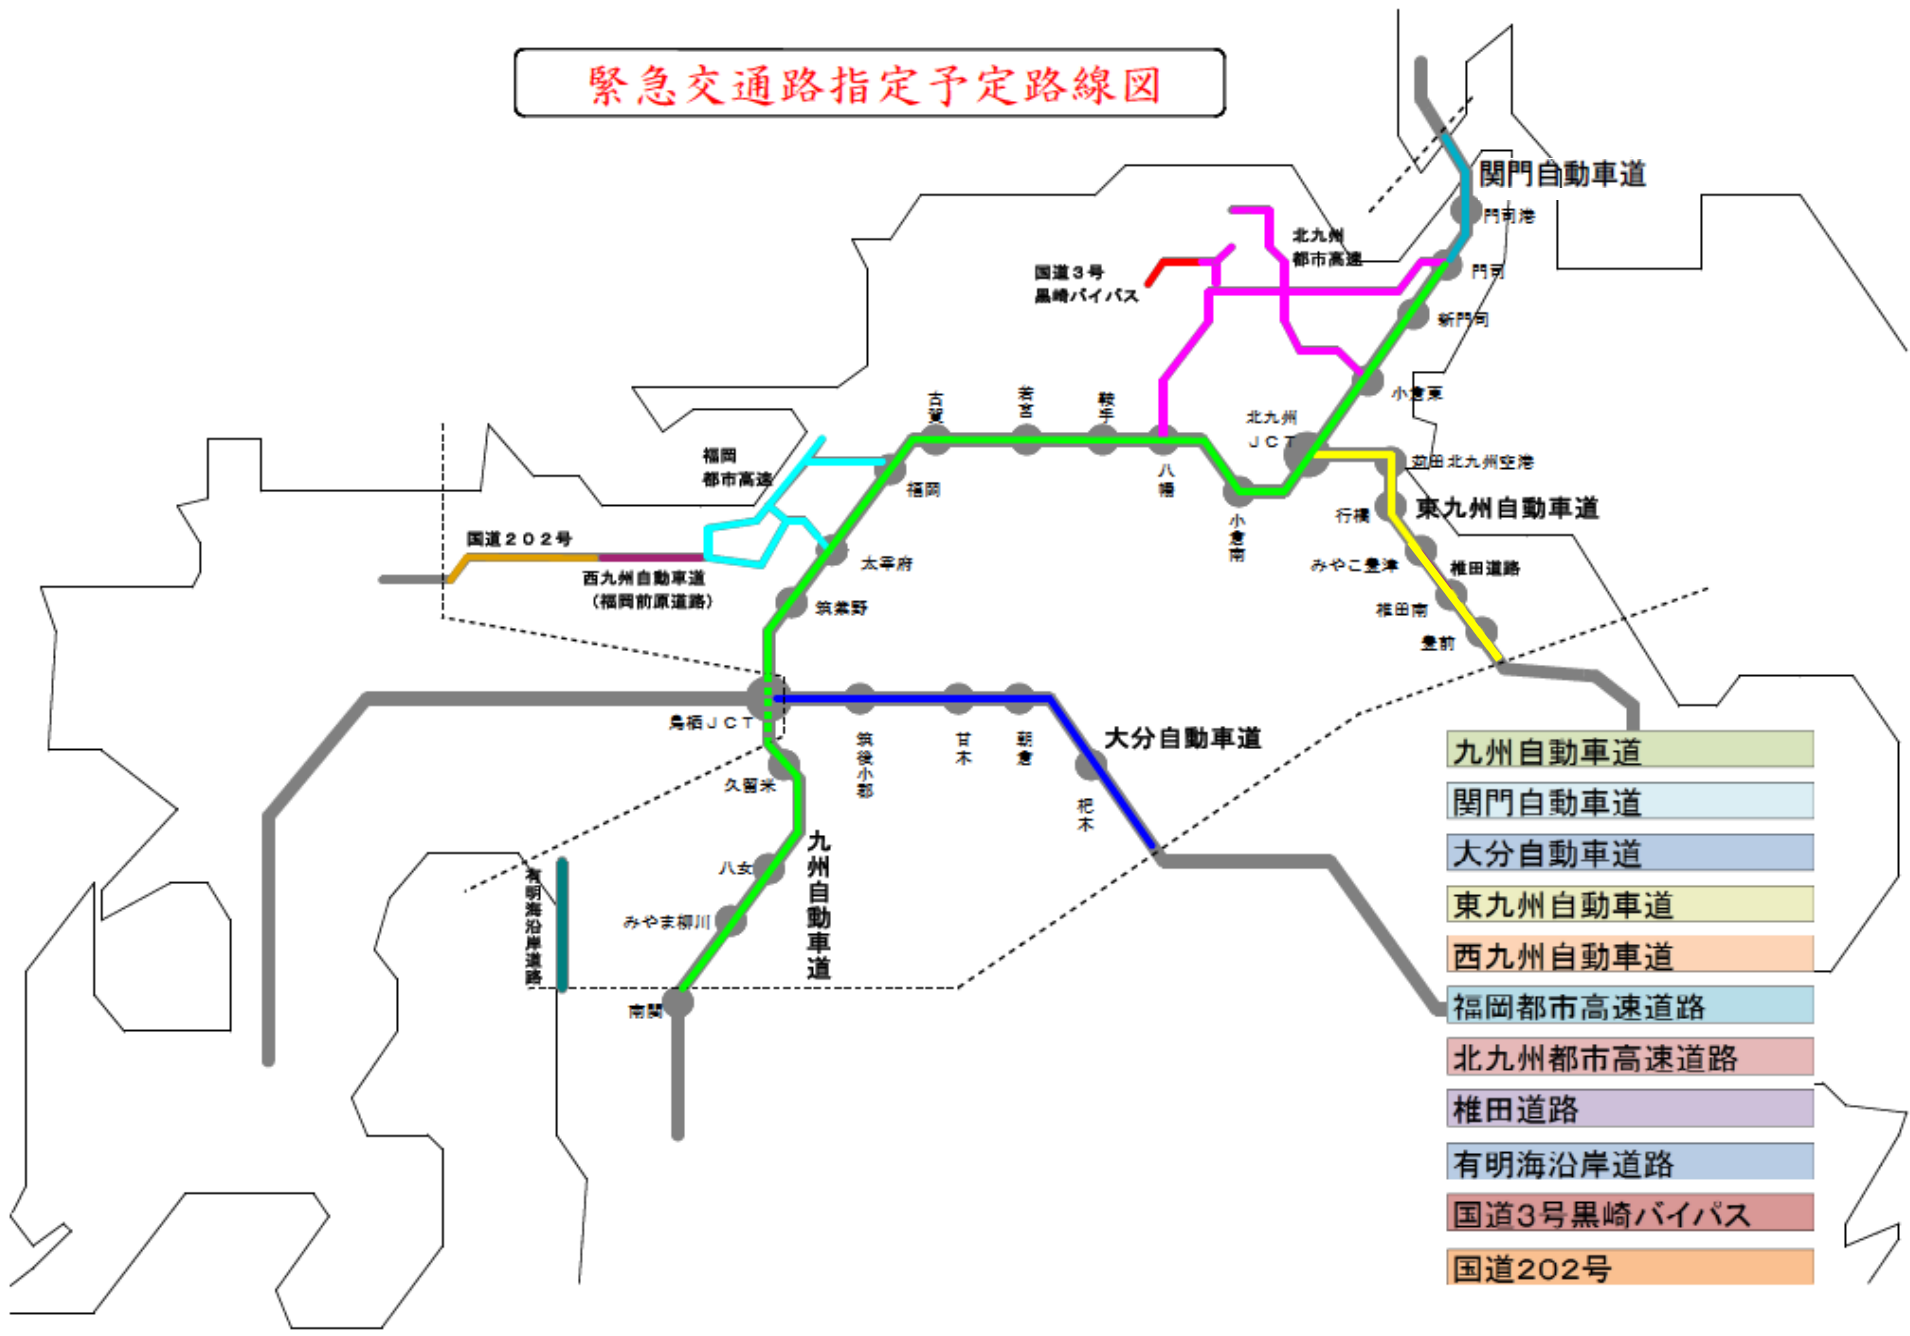 緊急交通路指定予定路線図
関門自動車道
門司港
北九州
都市高速
国道３号
黒崎バイパス
門司
新門司
小倉東
古賀
若宮
鞍手
北九州
ＪＣＴ
八幡
小倉南
苅田北九州空港
行橋
東九州自動車道
みやこ豊津
椎田道路
椎田南
豊前
福岡
都市高速
福岡
国道２０２号
太宰府
西九州自動車道
（福岡前原道路）
筑紫野
鳥栖ＪＣＴ
筑後小郡
甘木
朝倉
大分自動車道
杷木
久留米
九州自動車道
八女
有明海沿岸道路
みやま柳川
南関
九州自動車道
関門自動車道
大分自動車道
東九州自動車道
西九州自動車道
福岡都市高速道路
北九州都市高速道路
椎田道路
有明海沿岸道路
国道3号黒崎バイパス
国道202号